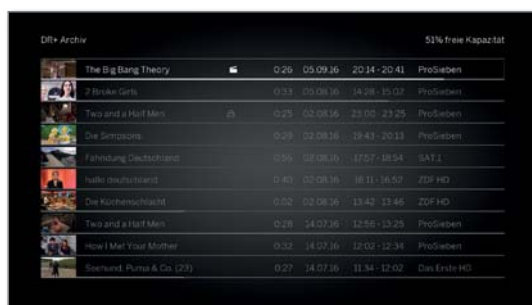 DR+ Archiv 51% freie Kapazität
The Big Bang Theory 0:26 05.09.16 20:14 - 20:41 ProSieben
2 Broke Girls 0:33 05.08.16 14:28 - 15:02 ProSieben
Two and a Half Men 0:25 02.08.16 23:00 - 23:25 ProSieben
Die Simpsons 0:29 02.08.16 19:43 - 20:13 ProSieben
Fahndung Deutschland 0:56 02.08.16 17:57 - 18:54 SAT.1
hallo deutschland 0:40 02.08.16 16:11 - 16:52 ZDF HD
Die Küchenschlacht 0:02 02.08.16 13:42 - 13:46 ZDF HD
Two and a Half Men 0:28 14.07.16 12:56 - 13:25 ProSieben
How I Met Your Mother 0:32 14.07.16 12:02 - 12:34 ProSieben
Seehund, Puma & Co. (23) 0:27 14.07.16 11:34 - 12:02 Das Erste HD